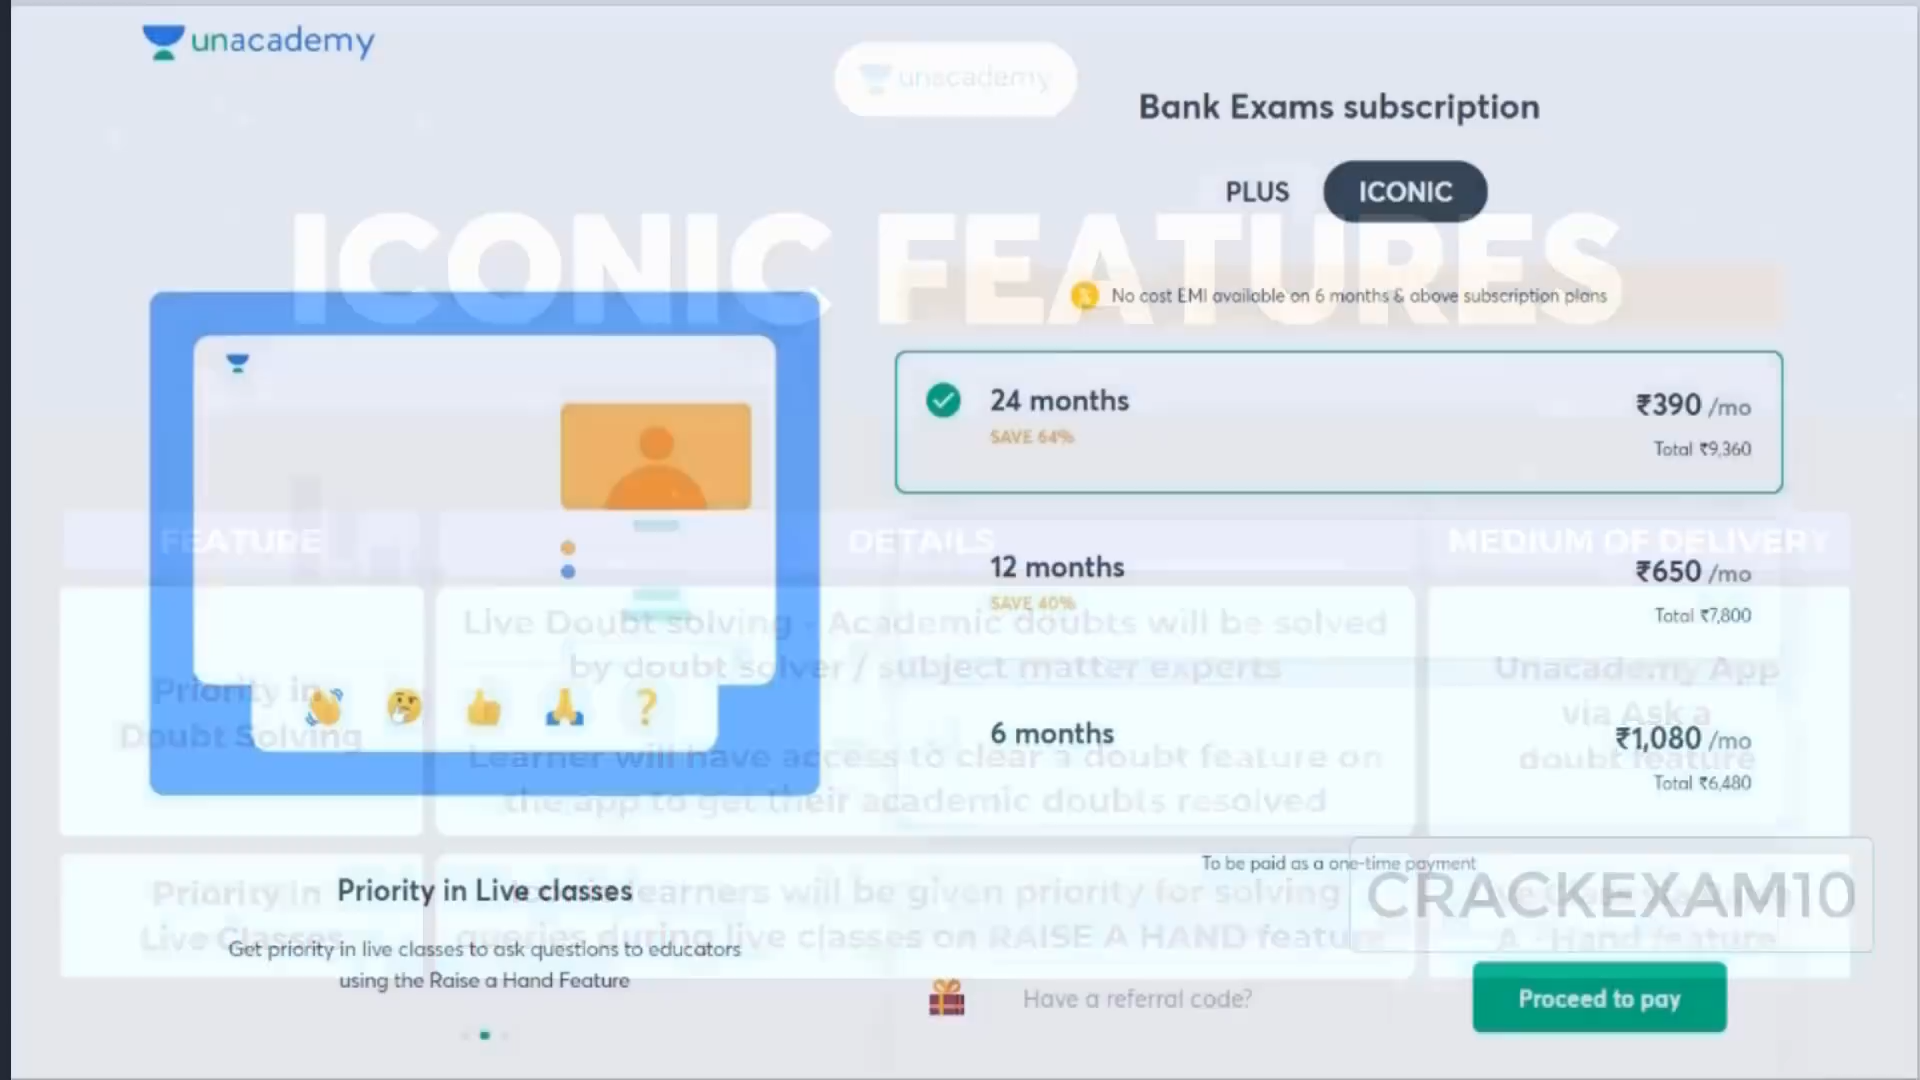 unacademy
unacademy
Bank Exams subscription
PLUS
ICONIC
ICONIC FEATURES
No cost EMI available on 6 months & above subscription plans
24 months
SAVE 64%
₹390 /mo
Total ₹9,360
FEATURE
DETAILS
MEDIUM OF DELIVERY
12 months
SAVE 40%
₹650 /mo
Total ₹7,800
Priority in
Doubt Solving
Live Doubt solving - Academic doubts will be solved
by doubt solver / subject matter experts
Learner will have access to clear a doubt feature on
the app to get their academic doubts resolved
Unacademy App
via Ask a
doubt feature
6 months
₹1,080 /mo
Total ₹6,480
To be paid as a one-time payment
Priority In
Live Classes
learners will be given priority for solving
queries during live classes on RAISE A HAND feature
A - Hand feature
CRACKEXAM10
Priority in Live classes
Get priority in live classes to ask questions to educators
using the Raise a Hand Feature
Have a referral code?
Proceed to pay